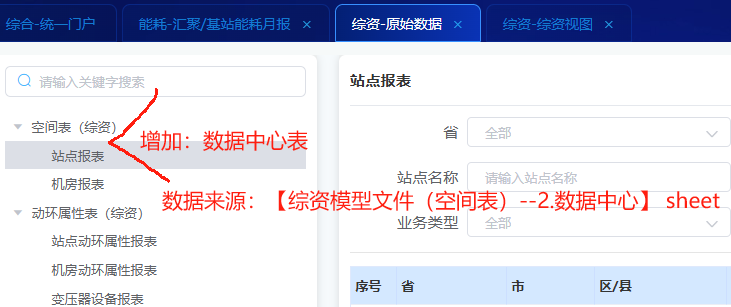 综合-统一门户 能耗-汇聚/基站能耗月报 × 综资-原始数据 × 综资-综资视图 ×
请输入关键字搜索
空间表（综资）
站点报表
机房报表
动环属性表（综资）
站点动环属性报表
机房动环属性报表
变压器设备报表
增加：数据中心表
数据来源：【综资模型文件（空间表）--2.数据中心】 sheet
站点报表
省 全部
站点名称 请输入站点名称
业务类型 全部
序号 省 市 区/县